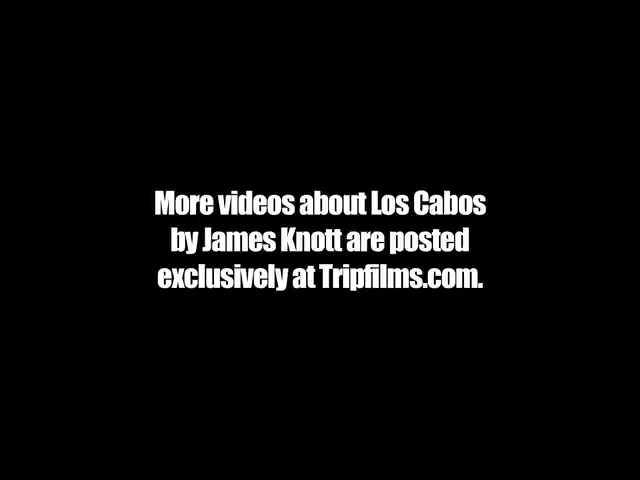 More videos about Los Cabos
by James Knott are posted
exclusively at Tripfilms.com.